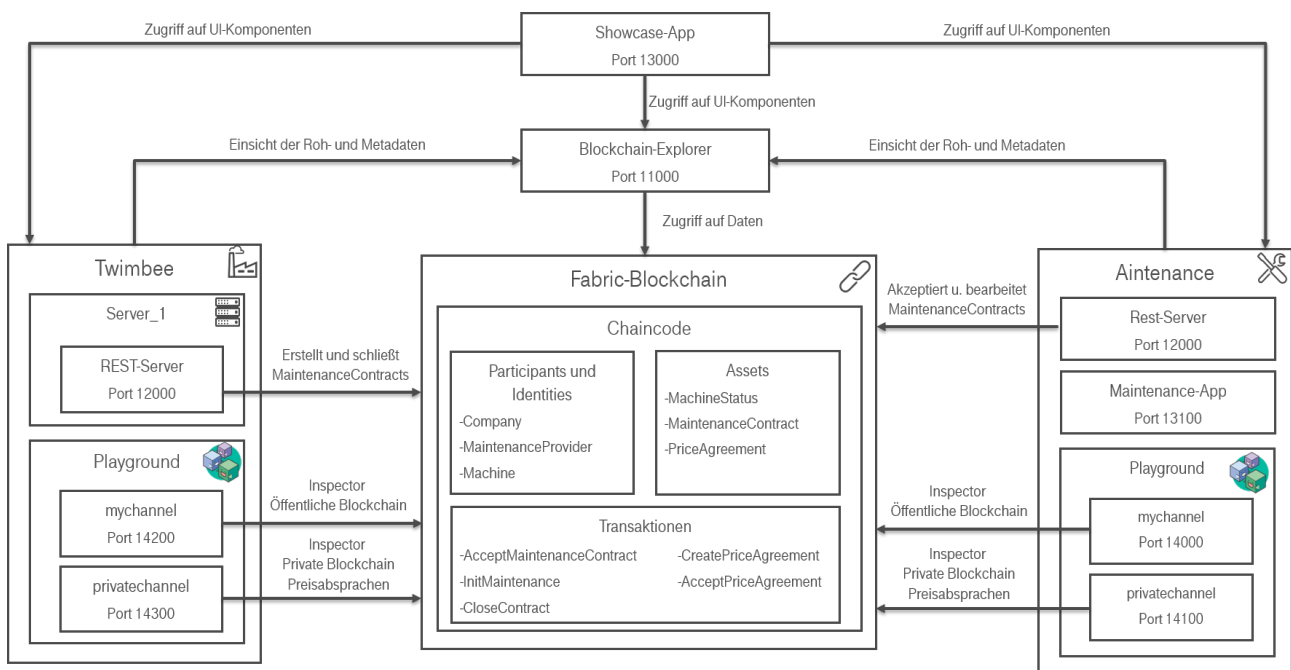 Zugriff auf UI-Komponenten
Showcase-App
Port 13000
Zugriff auf UI-Komponenten
Zugriff auf UI-Komponenten
Einsicht der Roh- und Metadaten
Blockchain-Explorer
Port 11000
Einsicht der Roh- und Metadaten
Zugriff auf Daten
Twimbee
Server_1
REST-Server
Port 12000
Erstellt und schließt
MaintenanceContracts
Playground
mychannel
Port 14200
Inspector
Öffentliche Blockchain
privatechannel
Port 14300
Inspector
Private Blockchain
Preisabsprachen
Fabric-Blockchain
Chaincode
Participants und
Identities
-Company
-MaintenanceProvider
-Machine
Assets
-MachineStatus
-MaintenanceContract
-PriceAgreement
Transaktionen
-AcceptMaintenanceContract
-InitMaintenance
-CloseContract
-CreatePriceAgreement
-AcceptPriceAgreement
Akzeptiert u. bearbeitet
MaintenanceContracts
Inspector
Öffentliche Blockchain
Inspector
Private Blockchain
Preisabsprachen
Aintenance
Rest-Server
Port 12000
Maintenance-App
Port 13100
Playground
mychannel
Port 14000
privatechannel
Port 14100